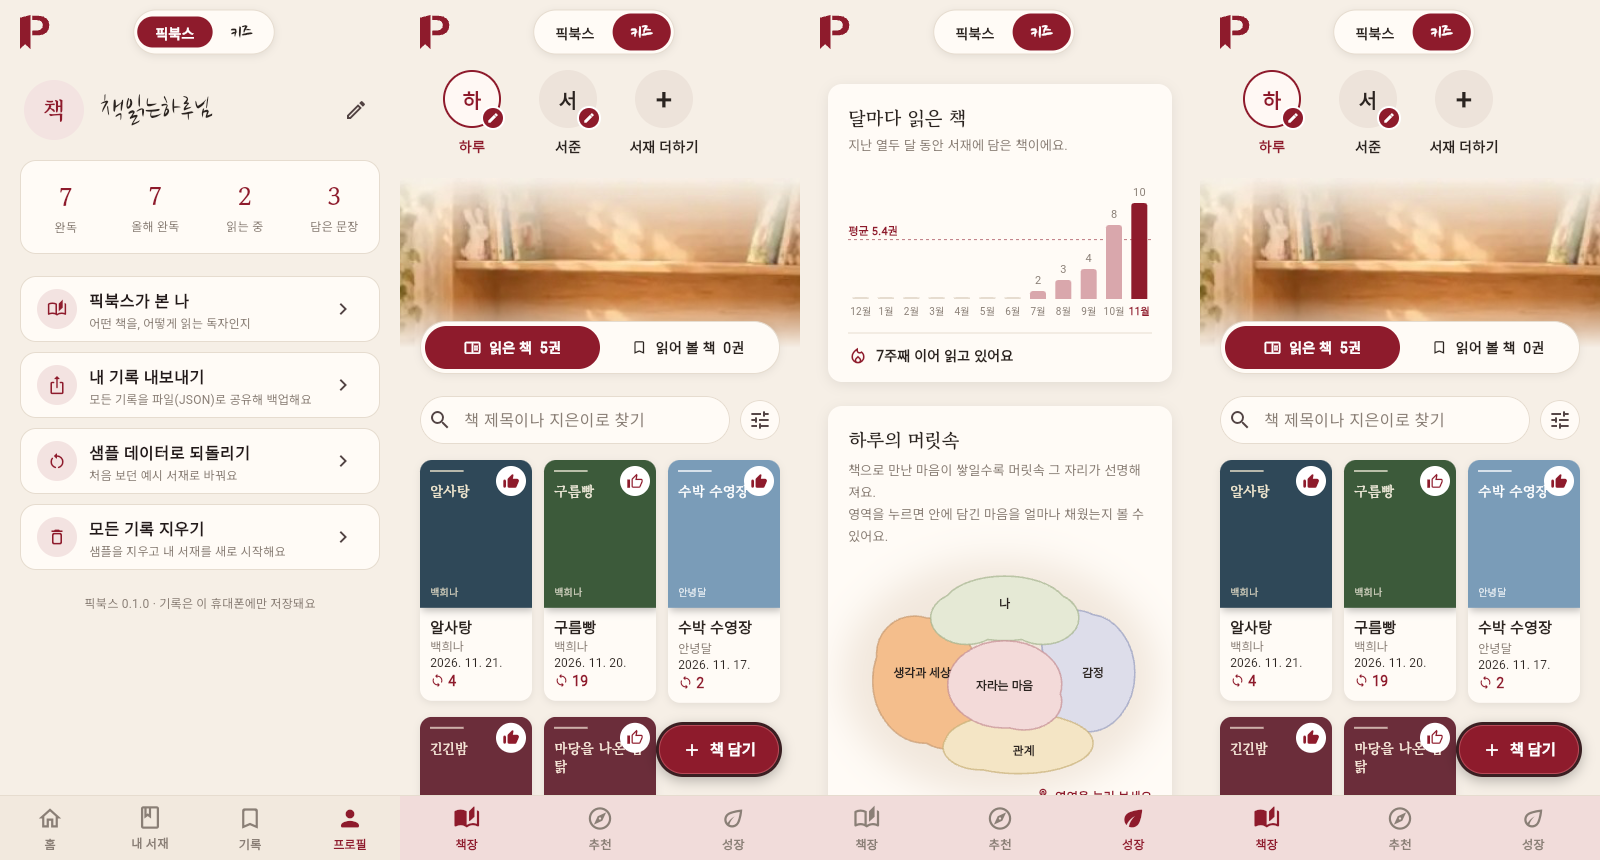 P
픽북스 키즈
책
책읽는하루님
7 7 2 3
완독 올해 완독 읽는 중 담은 문장
픽북스가 본 나
어떤 책을, 어떻게 읽는 독자인지
내 기록 내보내기
모든 기록을 파일(JSON)로 공유해 백업해요
샘플 데이터로 되돌리기
처음 보던 예시 서재로 바꿔요
모든 기록 지우기
샘플을 지우고 내 서재를 새로 시작해요
픽북스 0.1.0 · 기록은 이 휴대폰에만 저장돼요
홈 내 서재 기록 프로필
P
픽북스 키즈
하 서 +
하루 서준 서재 더하기
읽은 책 5권 읽어 볼 책 0권
책 제목이나 지은이로 찾기
알사탕 구름빵 수박 수영장
백희나 백희나 안녕달
알사탕 구름빵 수박 수영장
백희나 백희나 안녕달
2026. 11. 21. 2026. 11. 20. 2026. 11. 17.
4 19 2
긴긴밤 마당을 나온
탉
+ 책 담기
책장 추천 성장
P
픽북스 키즈
달마다 읽은 책
지난 열두 달 동안 서재에 담은 책이에요.
10
8
평균 5.4권
4
3
2
12월 1월 2월 3월 4월 5월 6월 7월 8월 9월 10월 11월
7주째 이어 읽고 있어요
하루의 머릿속
책으로 만난 마음이 쌓일수록 머릿속 그 자리가 선명해
져요.
영역을 누르면 안에 담긴 마음을 얼마나 채웠는지 볼 수
있어요.
나
생각과 세상
자라는 마음
감정
관계
책장 추천 성장
P
픽북스 키즈
하 서 +
하루 서준 서재 더하기
읽은 책 5권 읽어 볼 책 0권
책 제목이나 지은이로 찾기
알사탕 구름빵 수박 수영장
백희나 백희나 안녕달
알사탕 구름빵 수박 수영장
백희나 백희나 안녕달
2026. 11. 21. 2026. 11. 20. 2026. 11. 17.
4 19 2
긴긴밤 마당을 나온
탉
+ 책 담기
책장 추천 성장